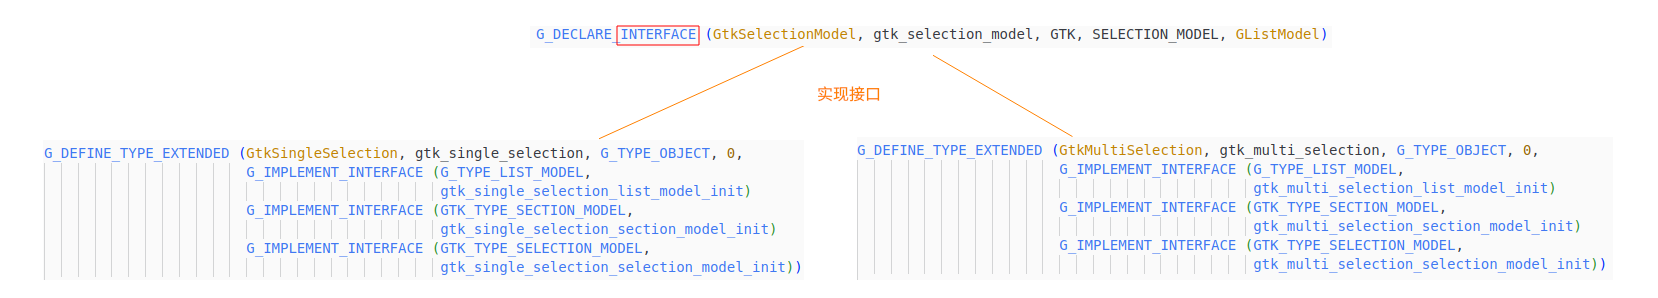 G_DECLARE_INTERFACE (GtkSelectionModel, gtk_selection_model, GTK, SELECTION_MODEL, GListModel)
实现接口
G_DEFINE_TYPE_EXTENDED (GtkSingleSelection, gtk_single_selection, G_TYPE_OBJECT, 0,
G_IMPLEMENT_INTERFACE (G_TYPE_LIST_MODEL,
gtk_single_selection_list_model_init)
G_IMPLEMENT_INTERFACE (GTK_TYPE_SECTION_MODEL,
gtk_single_selection_section_model_init)
G_IMPLEMENT_INTERFACE (GTK_TYPE_SELECTION_MODEL,
gtk_single_selection_selection_model_init))
G_DEFINE_TYPE_EXTENDED (GtkMultiSelection, gtk_multi_selection, G_TYPE_OBJECT, 0,
G_IMPLEMENT_INTERFACE (G_TYPE_LIST_MODEL,
gtk_multi_selection_list_model_init)
G_IMPLEMENT_INTERFACE (GTK_TYPE_SECTION_MODEL,
gtk_multi_selection_section_model_init)
G_IMPLEMENT_INTERFACE (GTK_TYPE_SELECTION_MODEL,
gtk_multi_selection_selection_model_init))